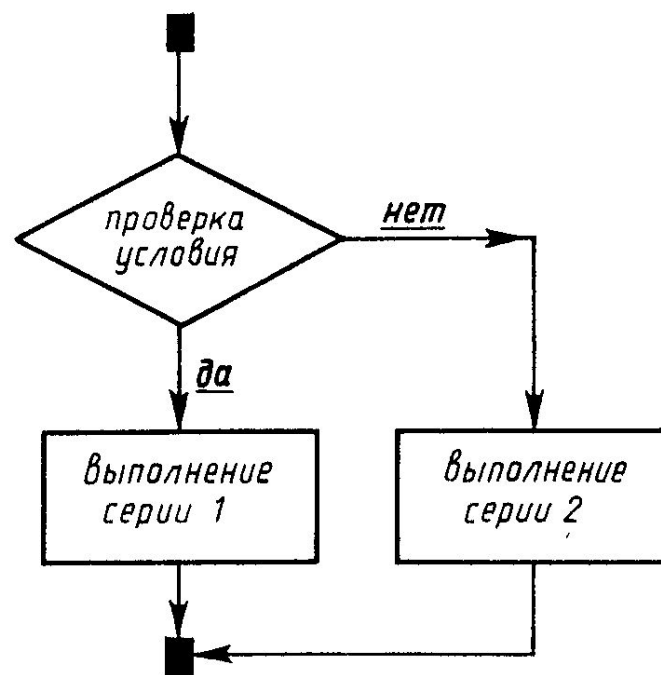 проверка
условия
нет
да
выполнение
серии 1
выполнение
серии 2